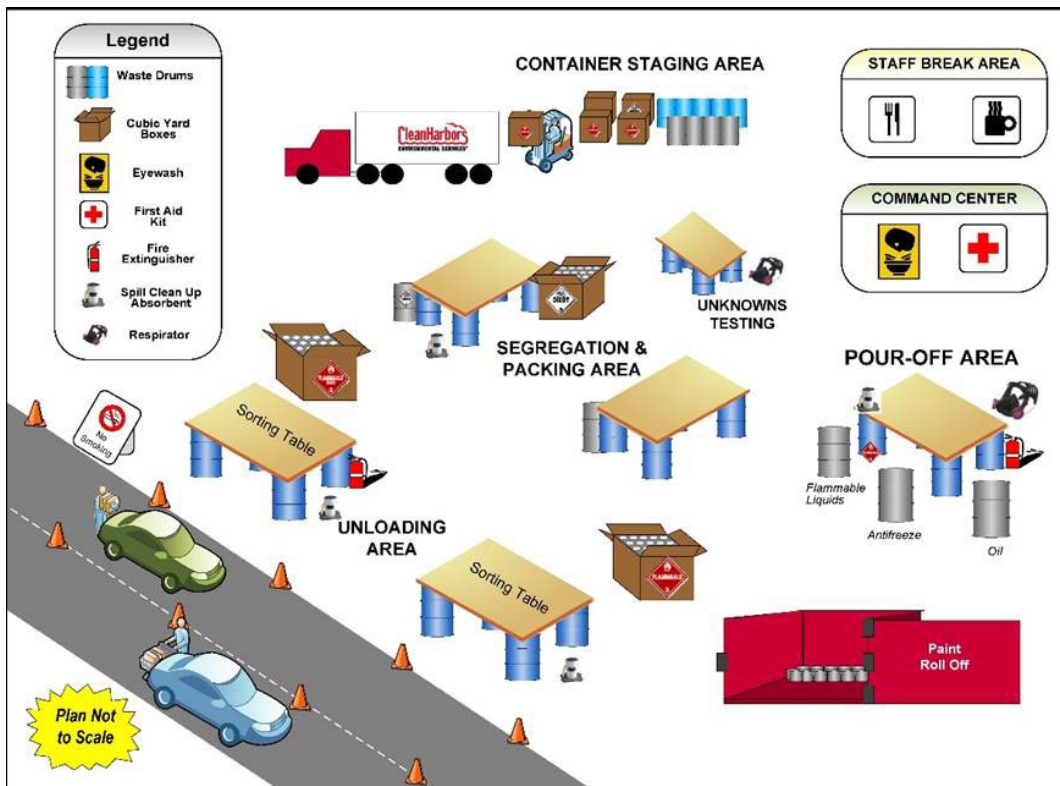 Legend
Waste Drums
Cubic Yard
Boxes
Eyewash
First Aid
Kit
Fire
Extinguisher
Spill Clean Up
Absorbent
Respirator
CONTAINER STAGING AREA
CleanHarbors
ENVIRONMENTAL SERVICES
STAFF BREAK AREA
COMMAND CENTER
UNKNOWNS
TESTING
SEGREGATION &
PACKING AREA
POUR-OFF AREA
Flammable
Liquids
Antifreeze
Oil
No
Smoking
Sorting Table
UNLOADING
AREA
Sorting Table
FLAMMABLE
3
Paint
Roll Off
Plan Not
to Scale